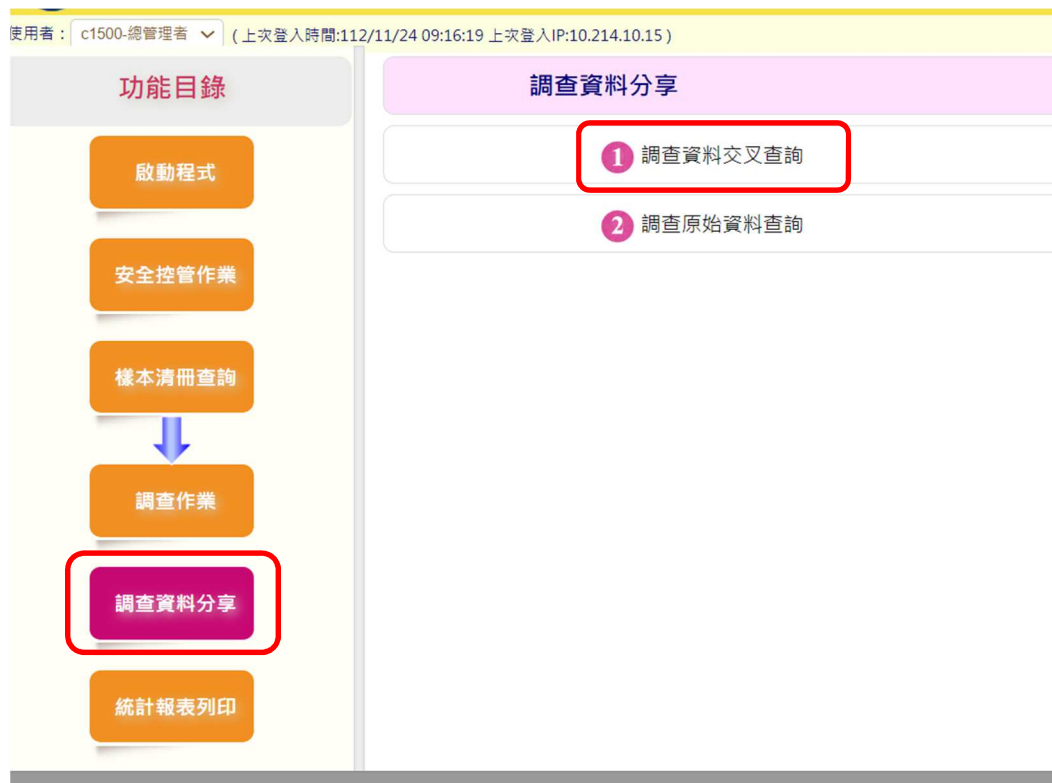 使用者： c1500-總管理者 (上次登入時間:112/11/24 09:16:19 上次登入IP:10.214.10.15)
功能目錄
啟動程式
安全控管作業
樣本清冊查詢
調查作業
調查資料分享
統計報表列印
調查資料分享
1 調查資料交叉查詢
2 調查原始資料查詢